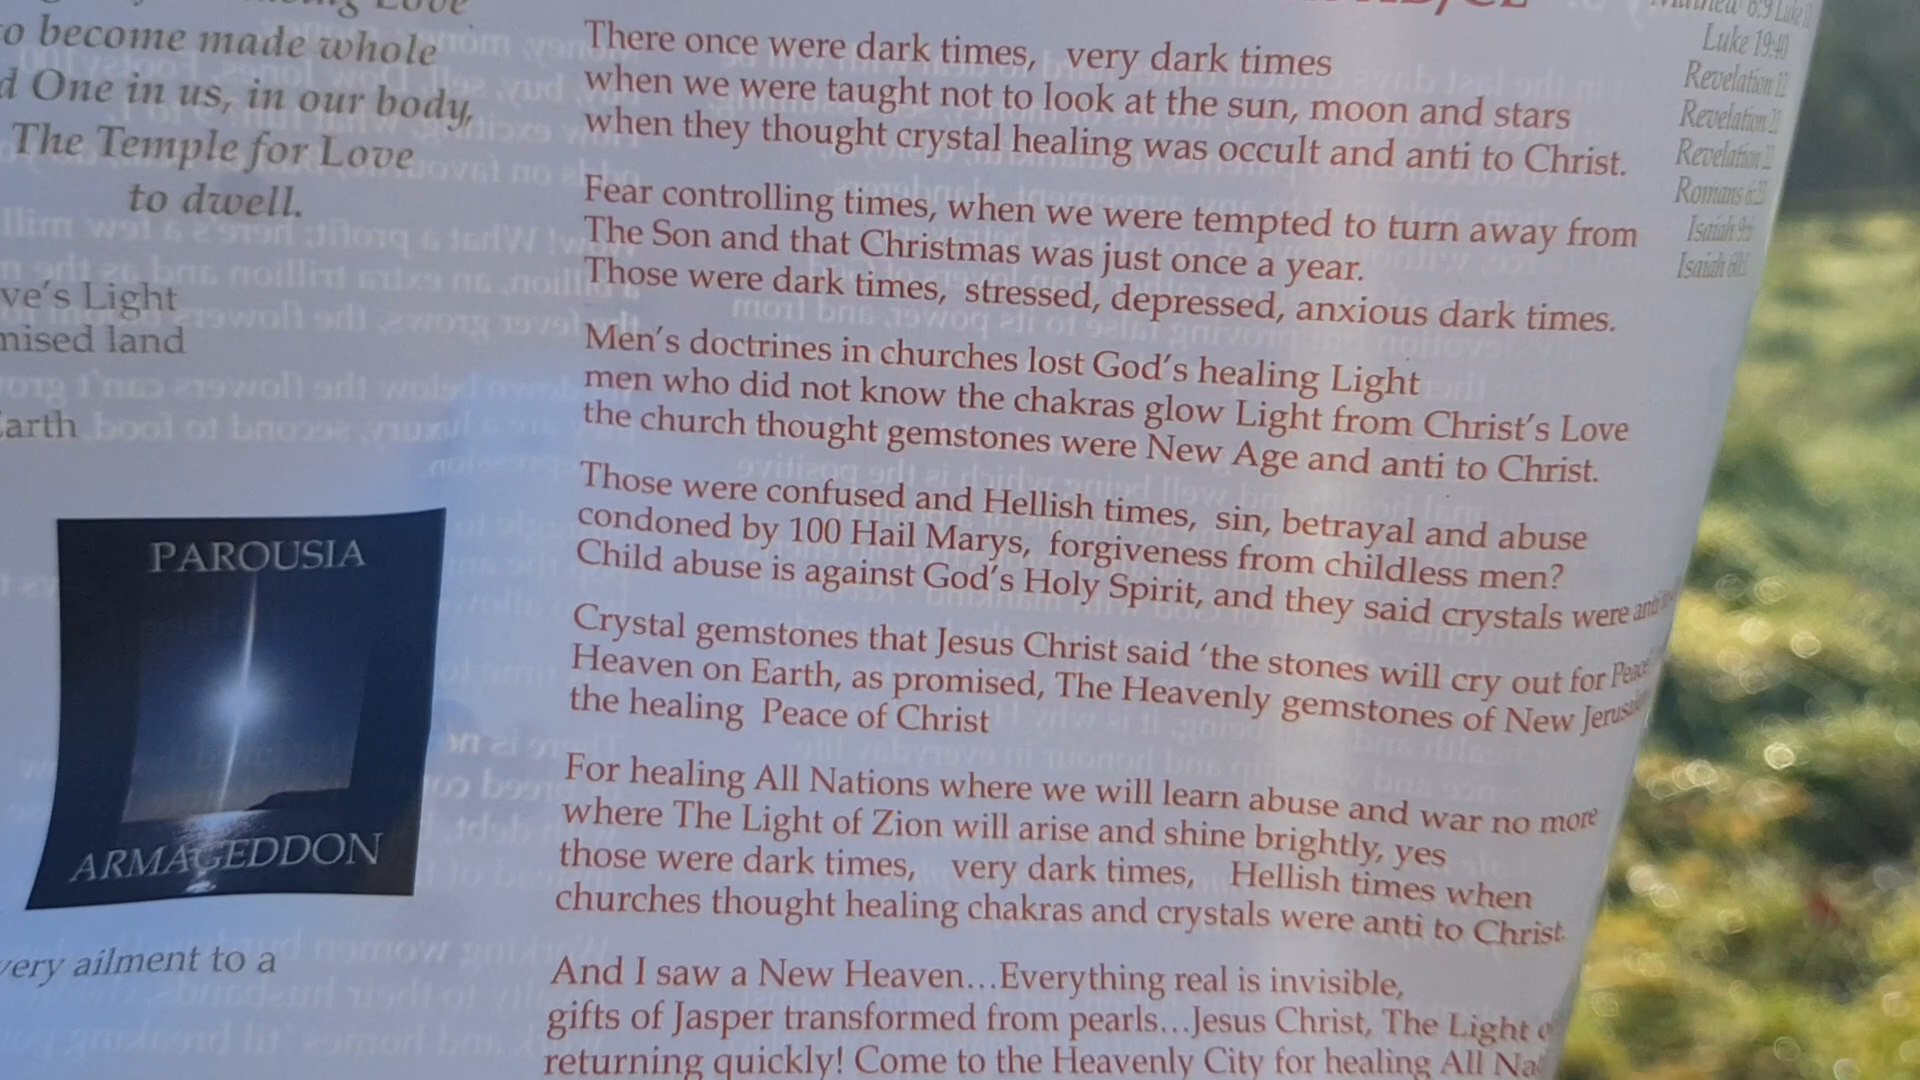 to become made whole
One in us, in our body,
The Temple for Love
to dwell.
Light
land
PAROUSIA
ARMAGEDDON
ailment to a
There once were dark times, very dark times
when we were taught not to look at the sun, moon and stars
when they thought crystal healing was occult and anti to Christ.
Fear controlling times, when we were tempted to turn away from
The Son and that Christmas was just once a year.
Those were dark times, stressed, depressed, anxious dark times.
Men's doctrines in churches lost God's healing Light
men who did not know the chakras glow Light from Christ's Love
the church thought gemstones were New Age and anti to Christ.
Those were confused and Hellish times, sin, betrayal and abuse
condoned by 100 Hail Marys, forgiveness from childless men?
Child abuse is against God's Holy Spirit, and they said crystals were
Crystal gemstones that Jesus Christ said 'the stones will cry out for
Heaven on Earth, as promised, The Heavenly gemstones of New
the healing Peace of Christ
For healing All Nations where we will learn abuse and war no more
where The Light of Zion will arise and shine brightly, yes
those were dark times, very dark times, Hellish times when
churches thought healing chakras and crystals were anti to Christ
And I saw a New Heaven...Everything real is invisible,
gifts of Jasper transformed from pearls...Jesus Christ, The Light
returning quickly! Come to the Heavenly City for healing All
Luke 19:40
Revelation
Revelation
Revelation
Romans
Isaiah
Isaiah